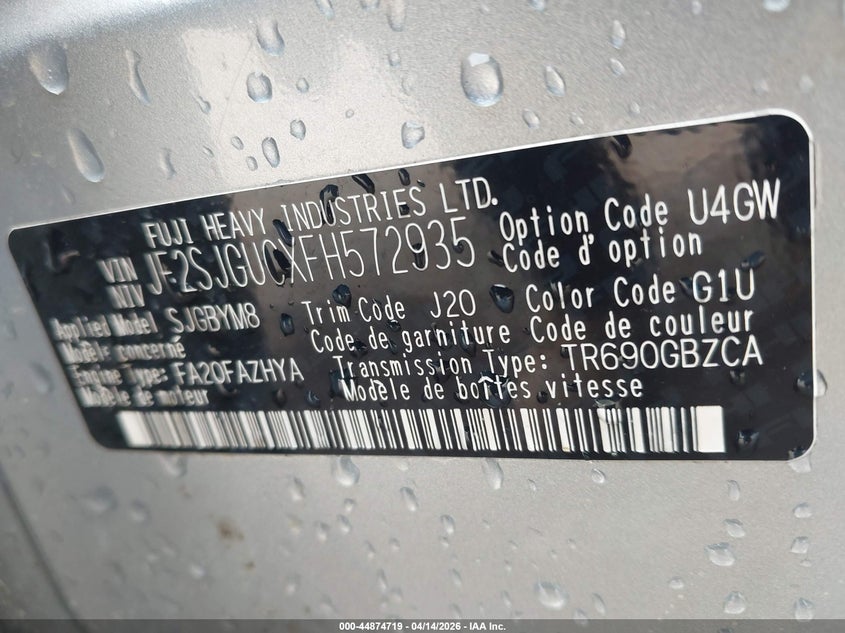 FUJI HEAVY INDUSTRIES LTD.
VIN
NIV
JF2SJGUCXFH572935
Option Code U4GW
Code d'option
Applied Model SJGBYM8
Modèle concerné
Trim Code J20
Code de garniture
Color Code G1U
Code de couleur
Engine Type: FA20FAZHYA
Modèle de moteur
Transmission Type: TR690GBZCA
Modèle de boîtes vitesse
000-44874719 | 04/14/2026 | IAA Inc.